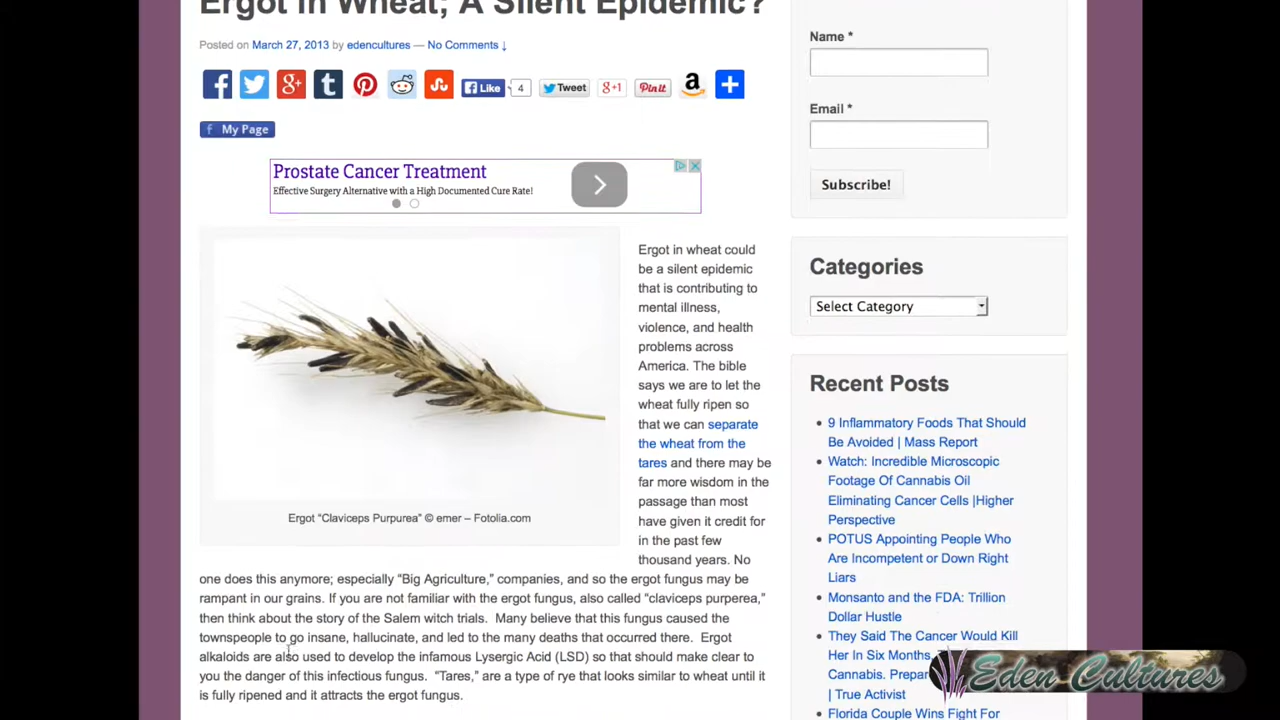 Ergot in Wheat; A Silent Epidemic?
Posted on March 27, 2013 by edencultures — No Comments ↓
Like 4 Tweet g+1 Pin it a
f My Page
Prostate Cancer Treatment
Effective Surgery Alternative with a High Documented Cure Rate!
Ergot in wheat could
be a silent epidemic
that is contributing to
mental illness,
violence, and health
problems across
America. The bible
says we are to let the
wheat fully ripen so
that we can separate
the wheat from the
tares and there may be
far more wisdom in the
passage than most
have given it credit for
in the past few
thousand years. No
Ergot “Claviceps Purpurea” © emer – Fotolia.com
one does this anymore; especially “Big Agriculture,” companies, and so the ergot fungus may be
rampant in our grains. If you are not familiar with the ergot fungus, also called “claviceps purperea,”
then think about the story of the Salem witch trials. Many believe that this fungus caused the
townspeople to go insane, hallucinate, and led to the many deaths that occurred there. Ergot
alkaloids are also used to develop the infamous Lysergic Acid (LSD) so that should make clear to
you the danger of this infectious fungus. “Tares,” are a type of rye that looks similar to wheat until it
is fully ripened and it attracts the ergot fungus.
Name *
Email *
Subscribe!
Categories
Select Category
Recent Posts
9 Inflammatory Foods That Should
Be Avoided | Mass Report
Watch: Incredible Microscopic
Footage Of Cannabis Oil
Eliminating Cancer Cells |Higher
Perspective
POTUS Appointing People Who
Are Incompetent or Down Right
Liars
Monsanto and the FDA: Trillion
Dollar Hustle
They Said The Cancer Would Kill
Her In Six Months.
Cannabis. Prepar
| True Activist
Florida Couple Wins Fight For
Eden Cultures